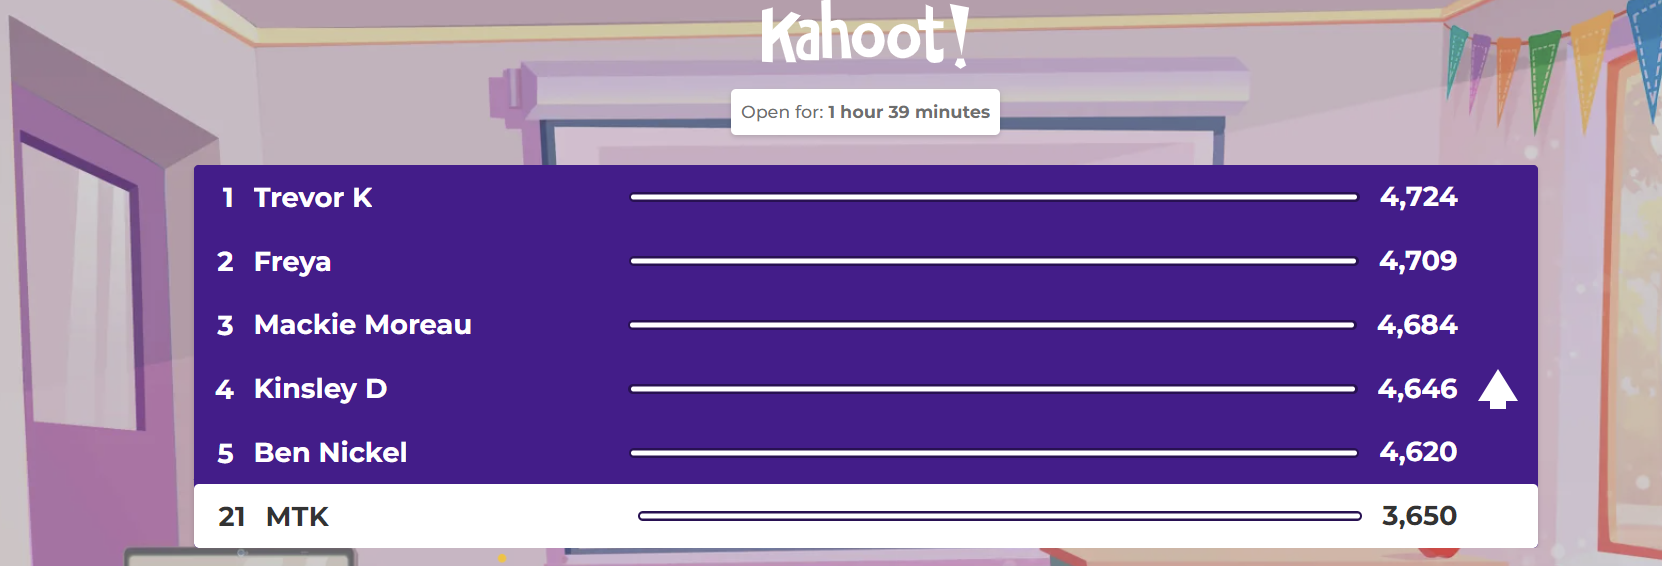 Kahoot!
Open for: 1 hour 39 minutes
1 Trevor K 4,724
2 Freya 4,709
3 Mackie Moreau 4,684
4 Kinsley D 4,646
5 Ben Nickel 4,620
21 MTK 3,650